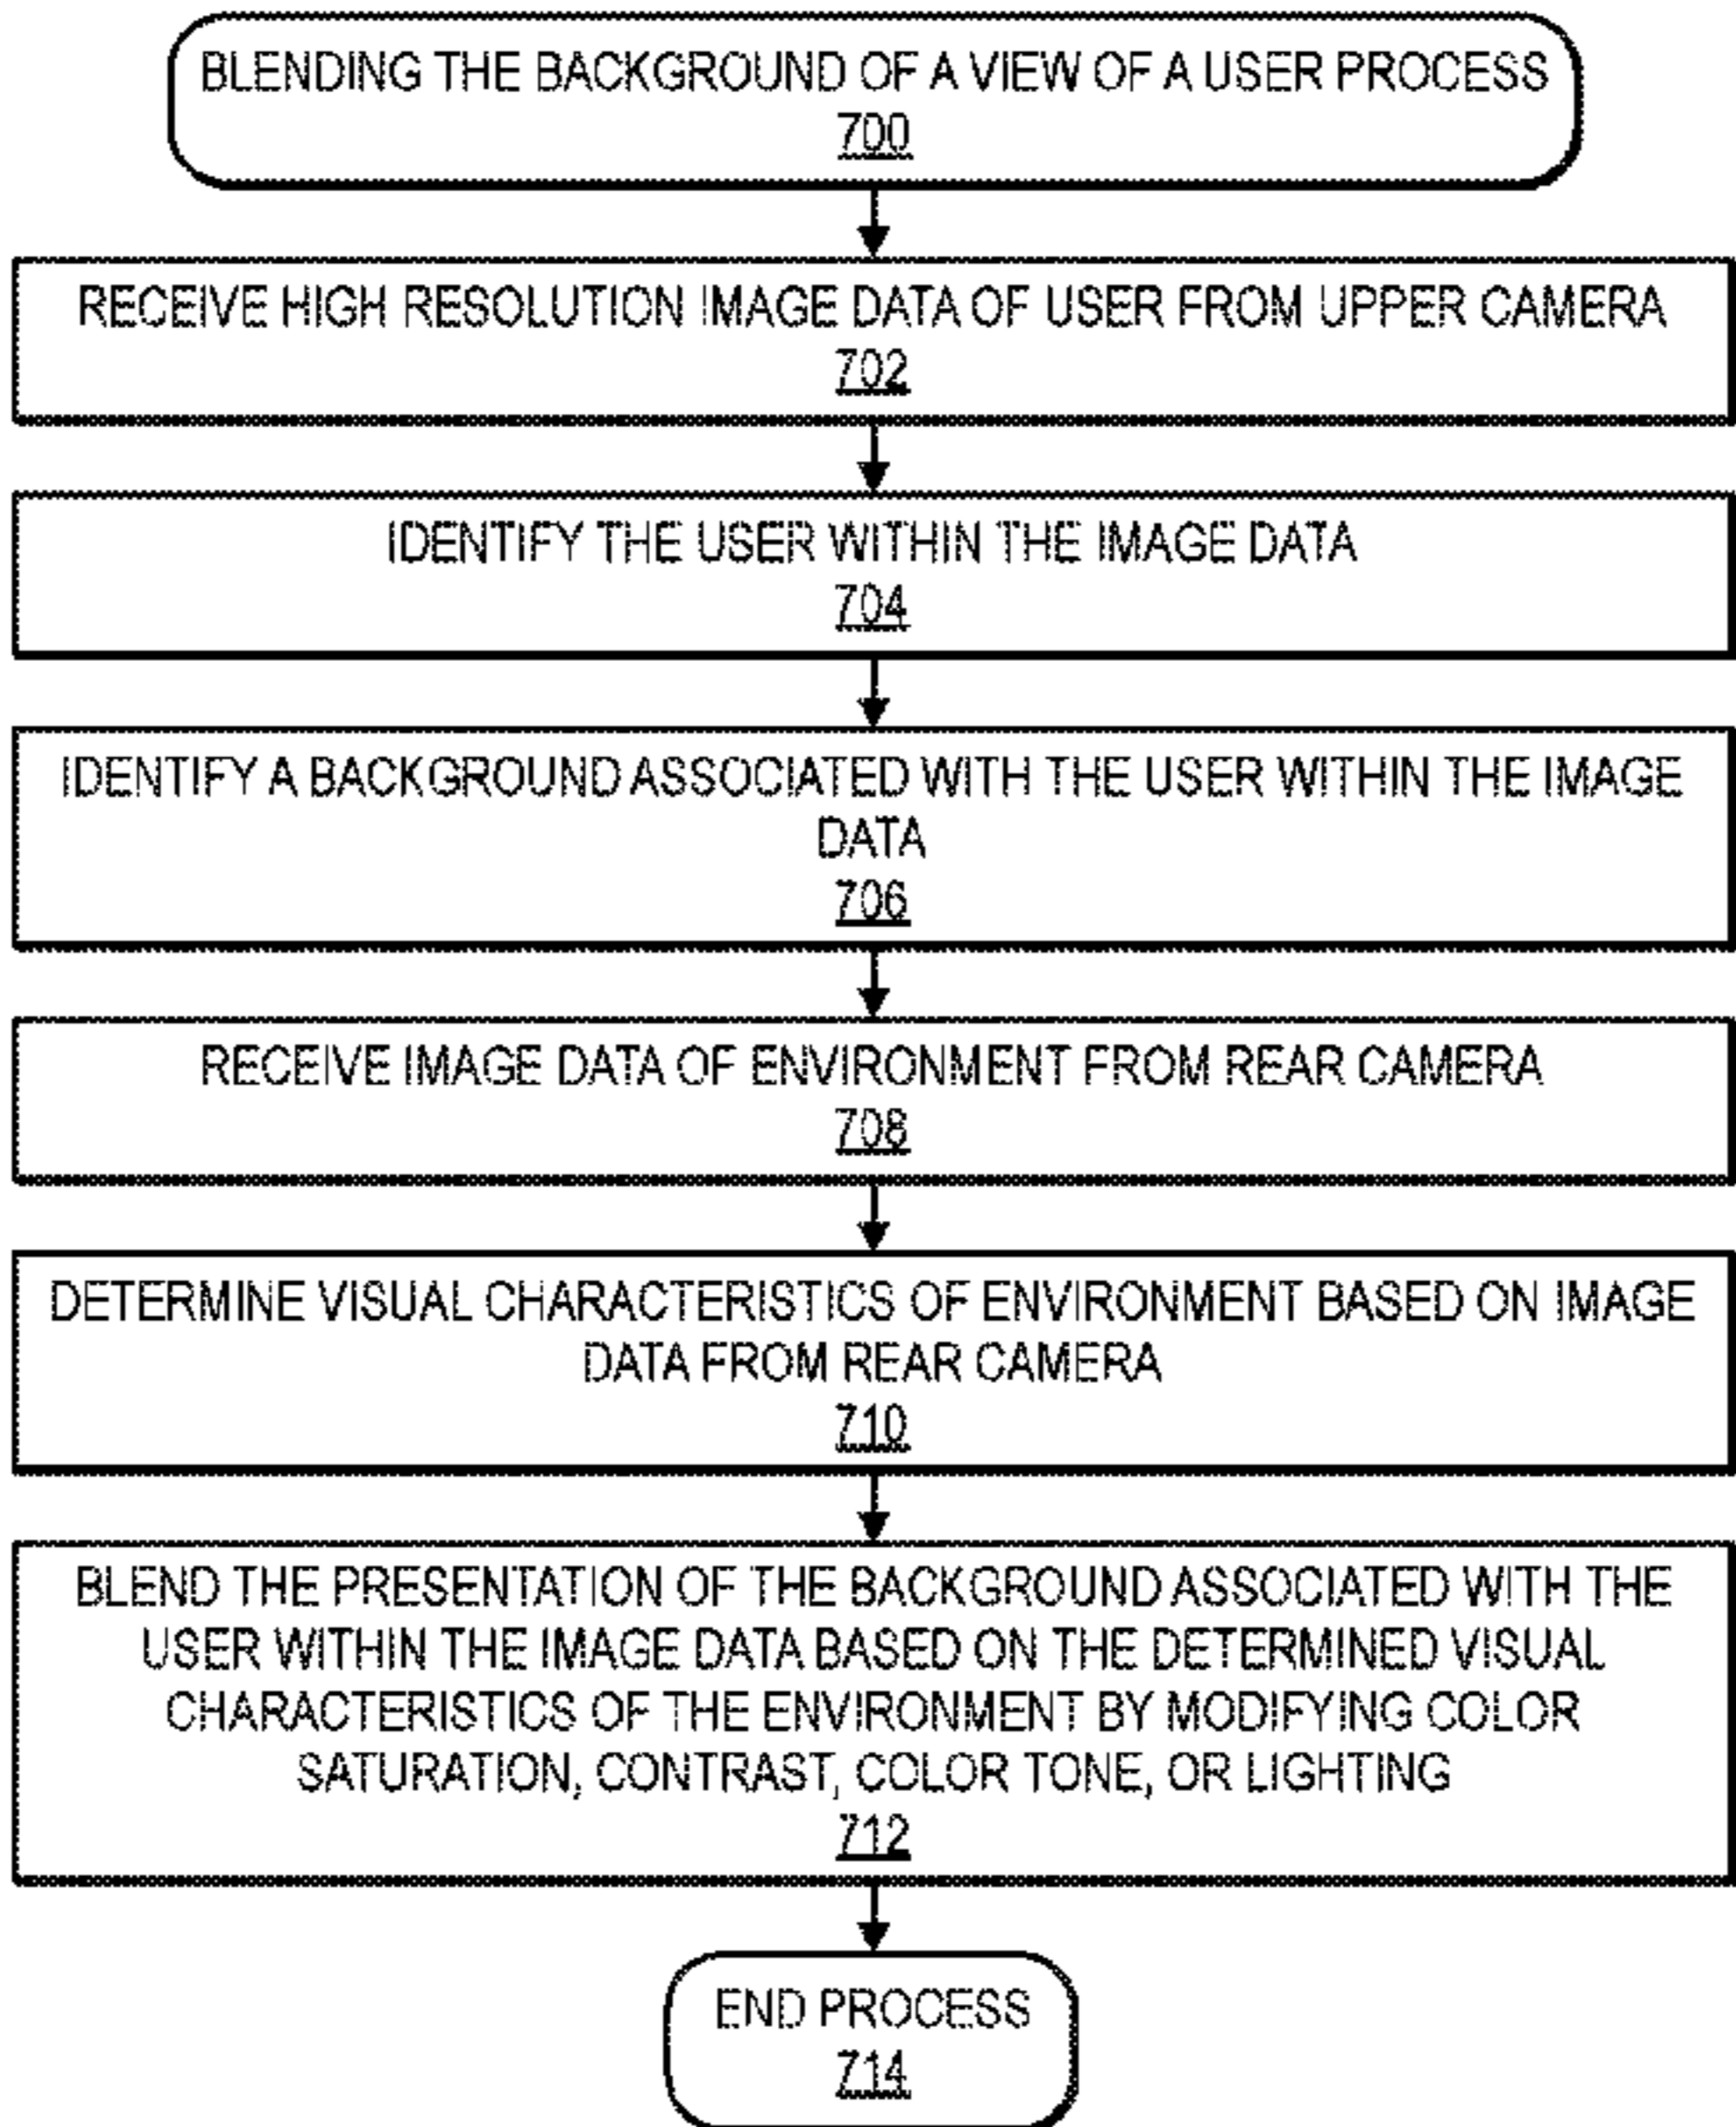 BLENDING THE BACKGROUND OF A VIEW OF A USER PROCESS
700
RECEIVE HIGH RESOLUTION IMAGE DATA OF USER FROM UPPER CAMERA
702
IDENTIFY THE USER WITHIN THE IMAGE DATA
704
IDENTIFY A BACKGROUND ASSOCIATED WITH THE USER WITHIN THE IMAGE
DATA
706
RECEIVE IMAGE DATA OF ENVIRONMENT FROM REAR CAMERA
708
DETERMINE VISUAL CHARACTERISTICS OF ENVIRONMENT BASED ON IMAGE
DATA FROM REAR CAMERA
710
BLEND THE PRESENTATION OF THE BACKGROUND ASSOCIATED WITH THE
USER WITHIN THE IMAGE DATA BASED ON THE DETERMINED VISUAL
CHARACTERISTICS OF THE ENVIRONMENT BY MODIFYING COLOR
SATURATION, CONTRAST, COLOR TONE, OR LIGHTING
712
END PROCESS
714